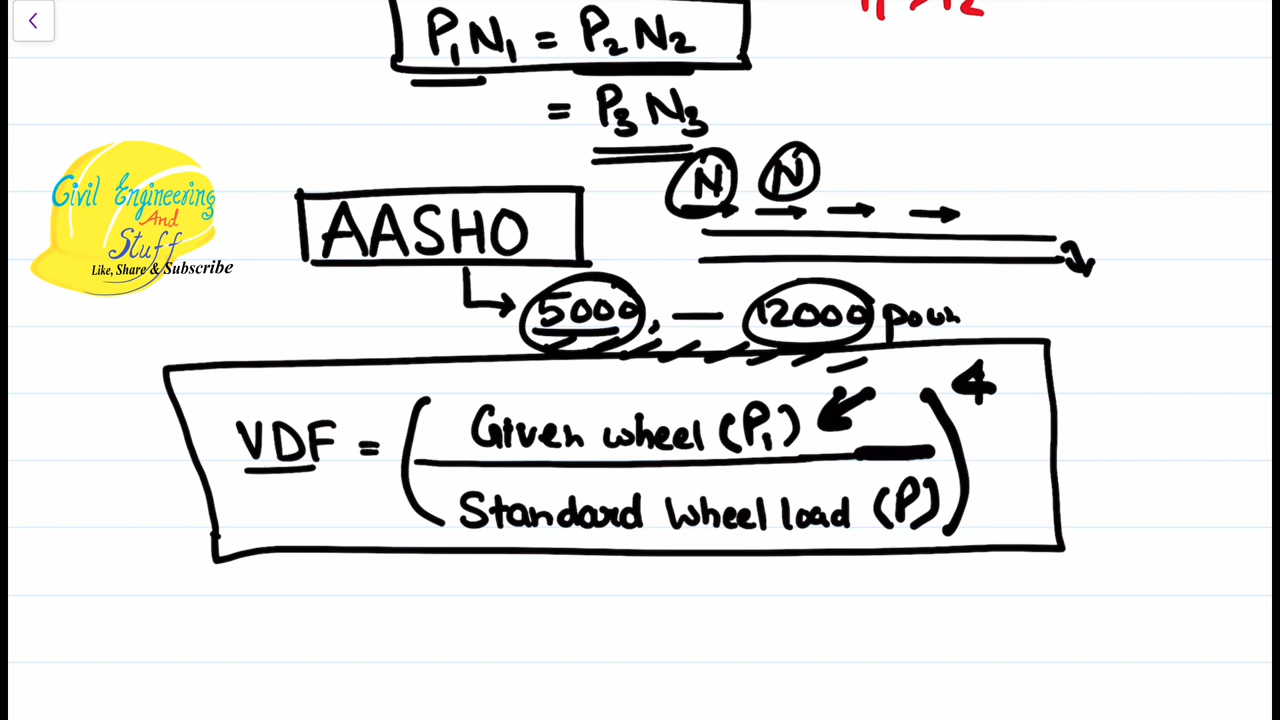 P₁N₁ = P₂N₂
= P₃N₃
N N
Civil Engineering
And
Stuff
Like, Share & Subscribe
AASHO
5000, — 12000 poun
VDF = (Given wheel (P₁) / Standard wheel load (P))⁴